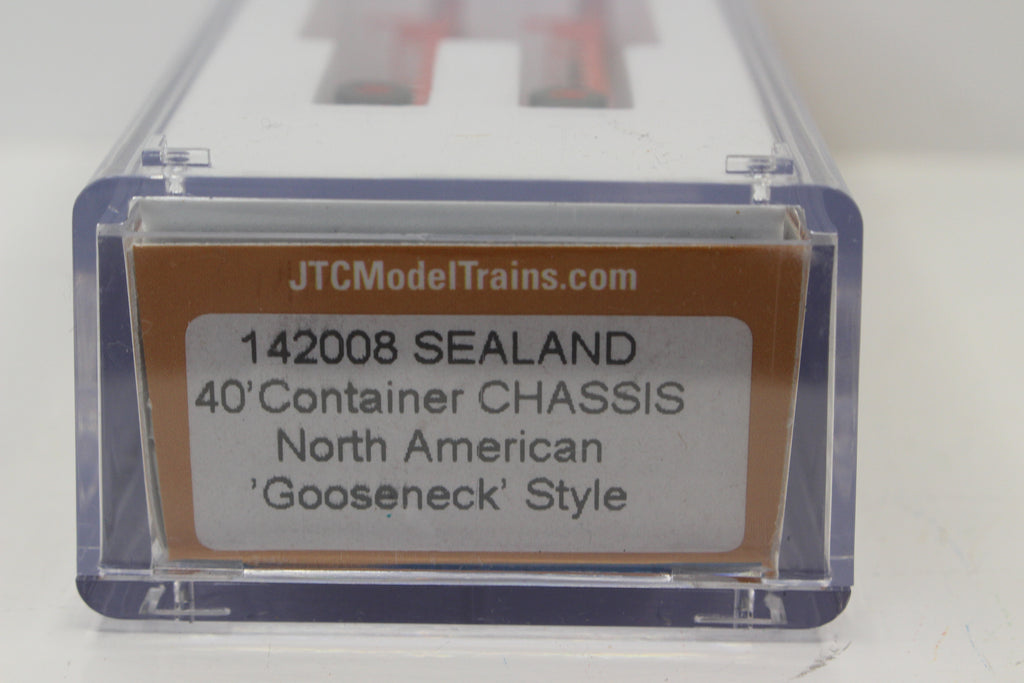 JTCModelTrains.com
142008 SEALAND
40'Container CHASSIS
North American
'Gooseneck' Style